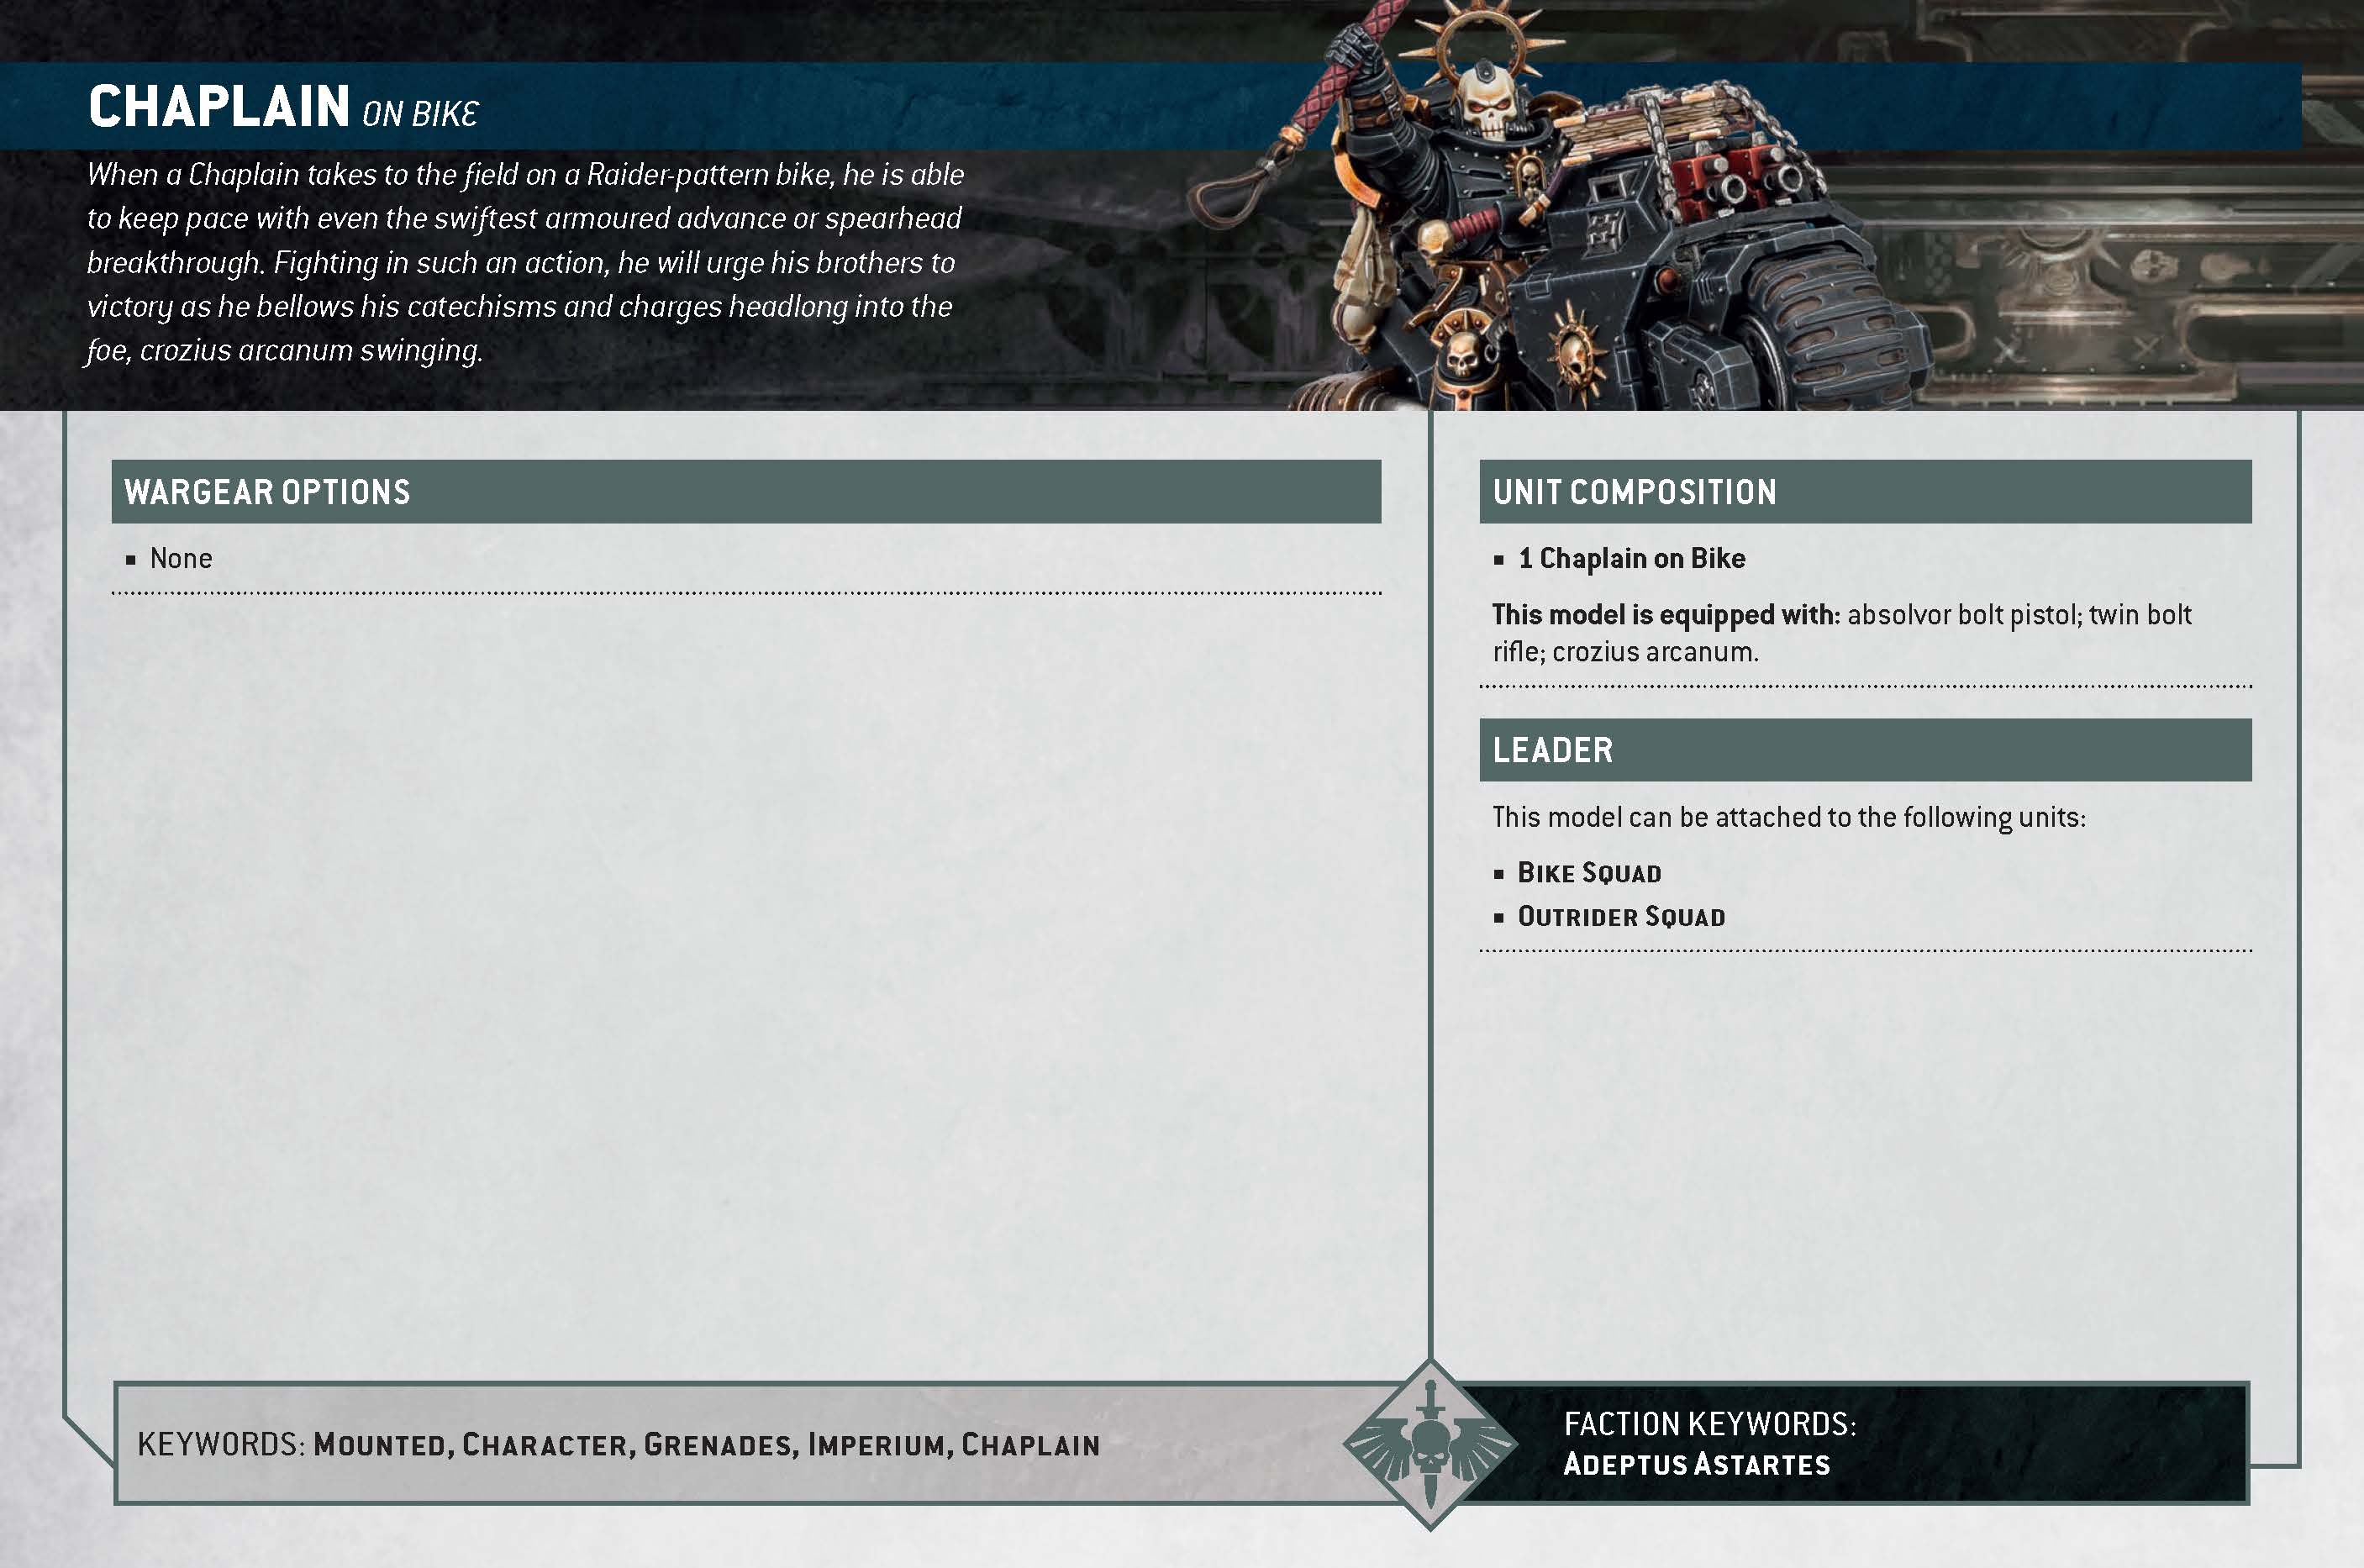 CHAPLAIN ON BIKE
When a Chaplain takes to the field on a Raider-pattern bike, he is able
to keep pace with even the swiftest armoured advance or spearhead
breakthrough. Fighting in such an action, he will urge his brothers to
victory as he bellows his catechisms and charges headlong into the
foe, crozius arcanum swinging.
WARGEAR OPTIONS
▪ None
UNIT COMPOSITION
▪ 1 Chaplain on Bike
This model is equipped with: absolvor bolt pistol; twin bolt
rifle; crozius arcanum.
LEADER
This model can be attached to the following units:
▪ BIKE SQUAD
▪ OUTRIDER SQUAD
KEYWORDS: MOUNTED, CHARACTER, GRENADES, IMPERIUM, CHAPLAIN
FACTION KEYWORDS:
ADEPTUS ASTARTES